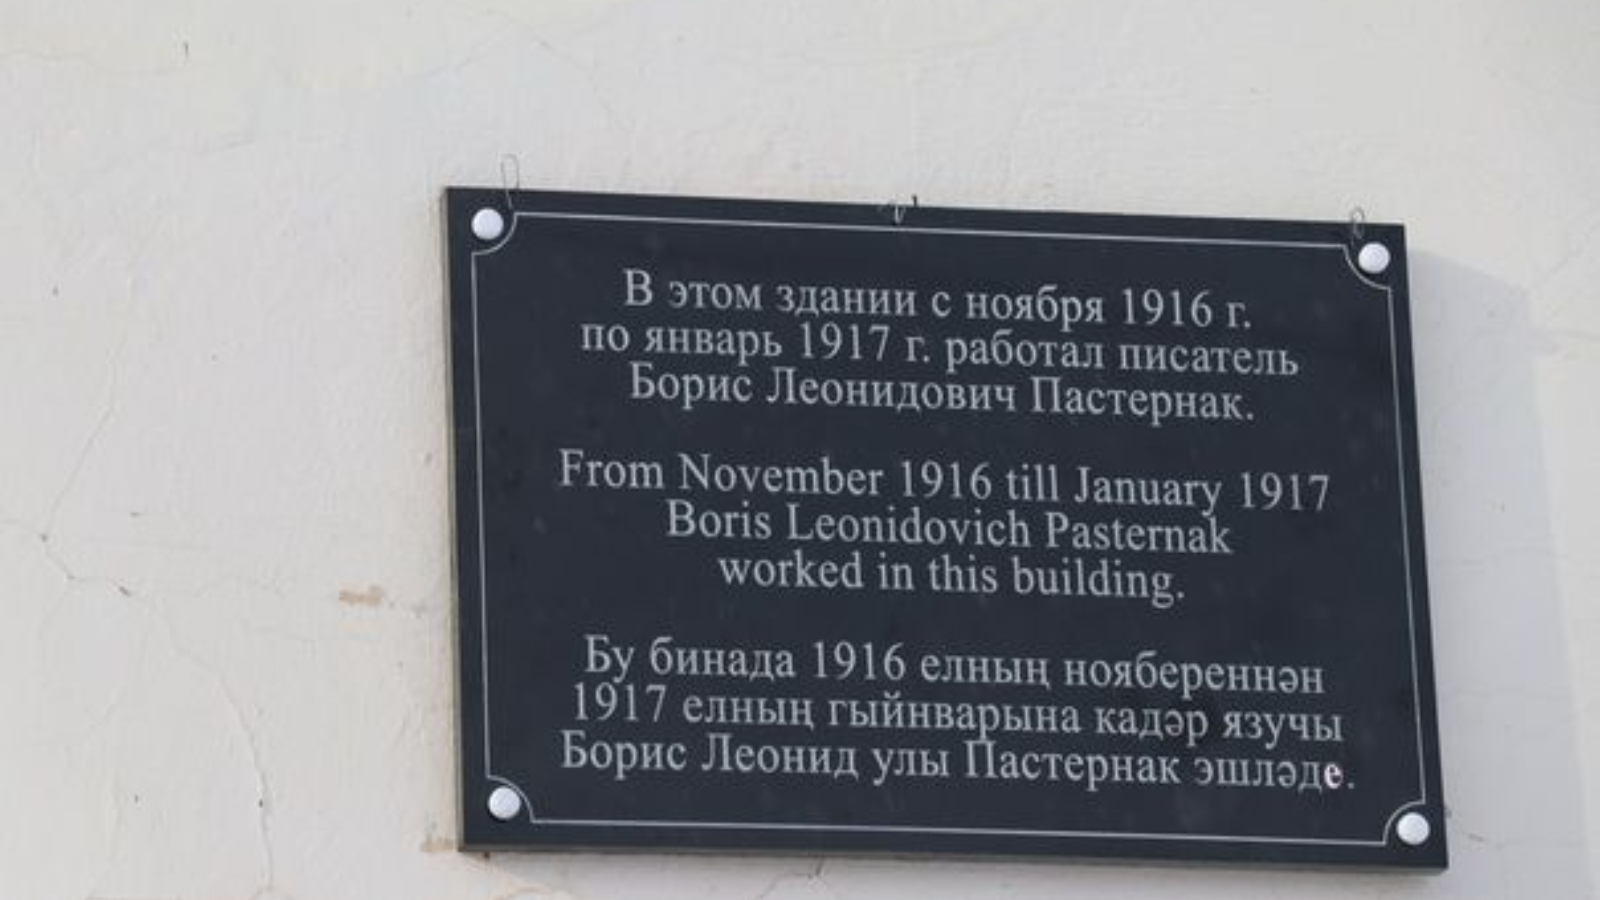 В этом здании с ноября 1916 г.
по январь 1917 г. работал писатель
Борис Леонидович Пастернак.
From November 1916 till January 1917
Boris Leonidovich Pasternak
worked in this building.
Бу бинада 1916 елның ноябереннән
1917 елның гыйнварына кадәр язучы
Борис Леонид улы Пастернак эшләде.